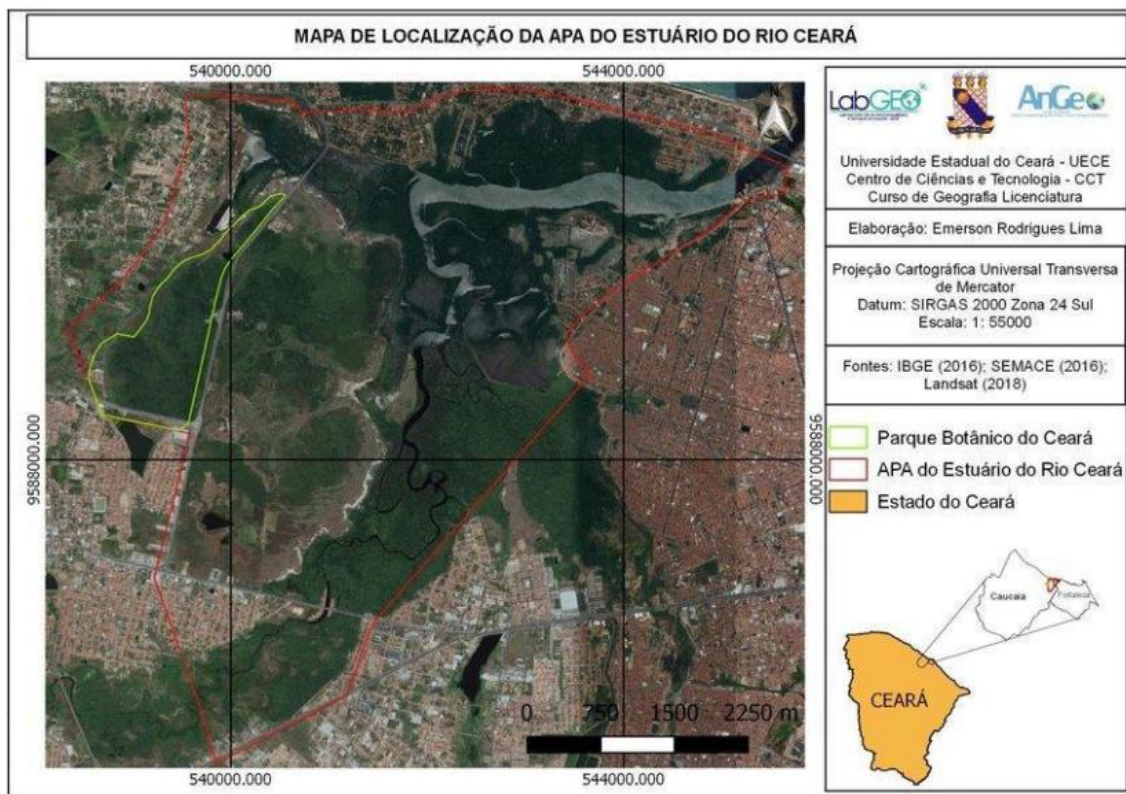 MAPA DE LOCALIZAÇÃO DA APA DO ESTUÁRIO DO RIO CEARÁ
540000.000 544000.000
9588000.000 9588000.000
N
0 750 1500 2250 m
540000.000 544000.000
LabGEO AnGeo
Universidade Estadual do Ceará - UECE
Centro de Ciências e Tecnologia - CCT
Curso de Geografia Licenciatura
Elaboração: Emerson Rodrigues Lima
Projeção Cartográfica Universal Transversa
de Mercator
Datum: SIRGAS 2000 Zona 24 Sul
Escala: 1: 55000
Fontes: IBGE (2016); SEMACE (2016);
Landsat (2018)
Parque Botânico do Ceará
APA do Estuário do Rio Ceará
Estado do Ceará
Caucaia
Fortaleza
CEARÁ